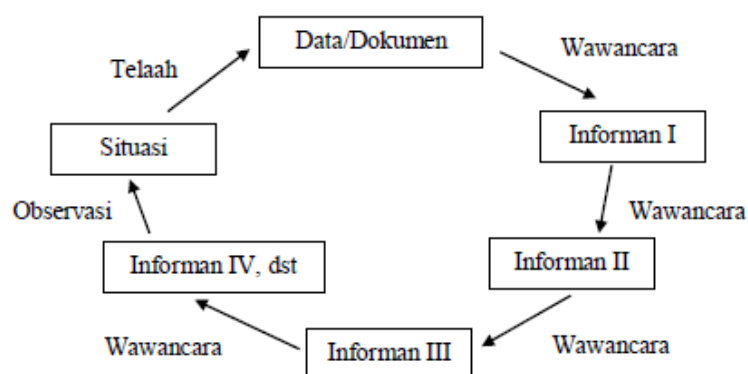 Data/Dokumen
Wawancara
Telaah
Informan I
Situasi
Wawancara
Observasi
Informan II
Informan IV, dst
Wawancara
Informan III
Wawancara